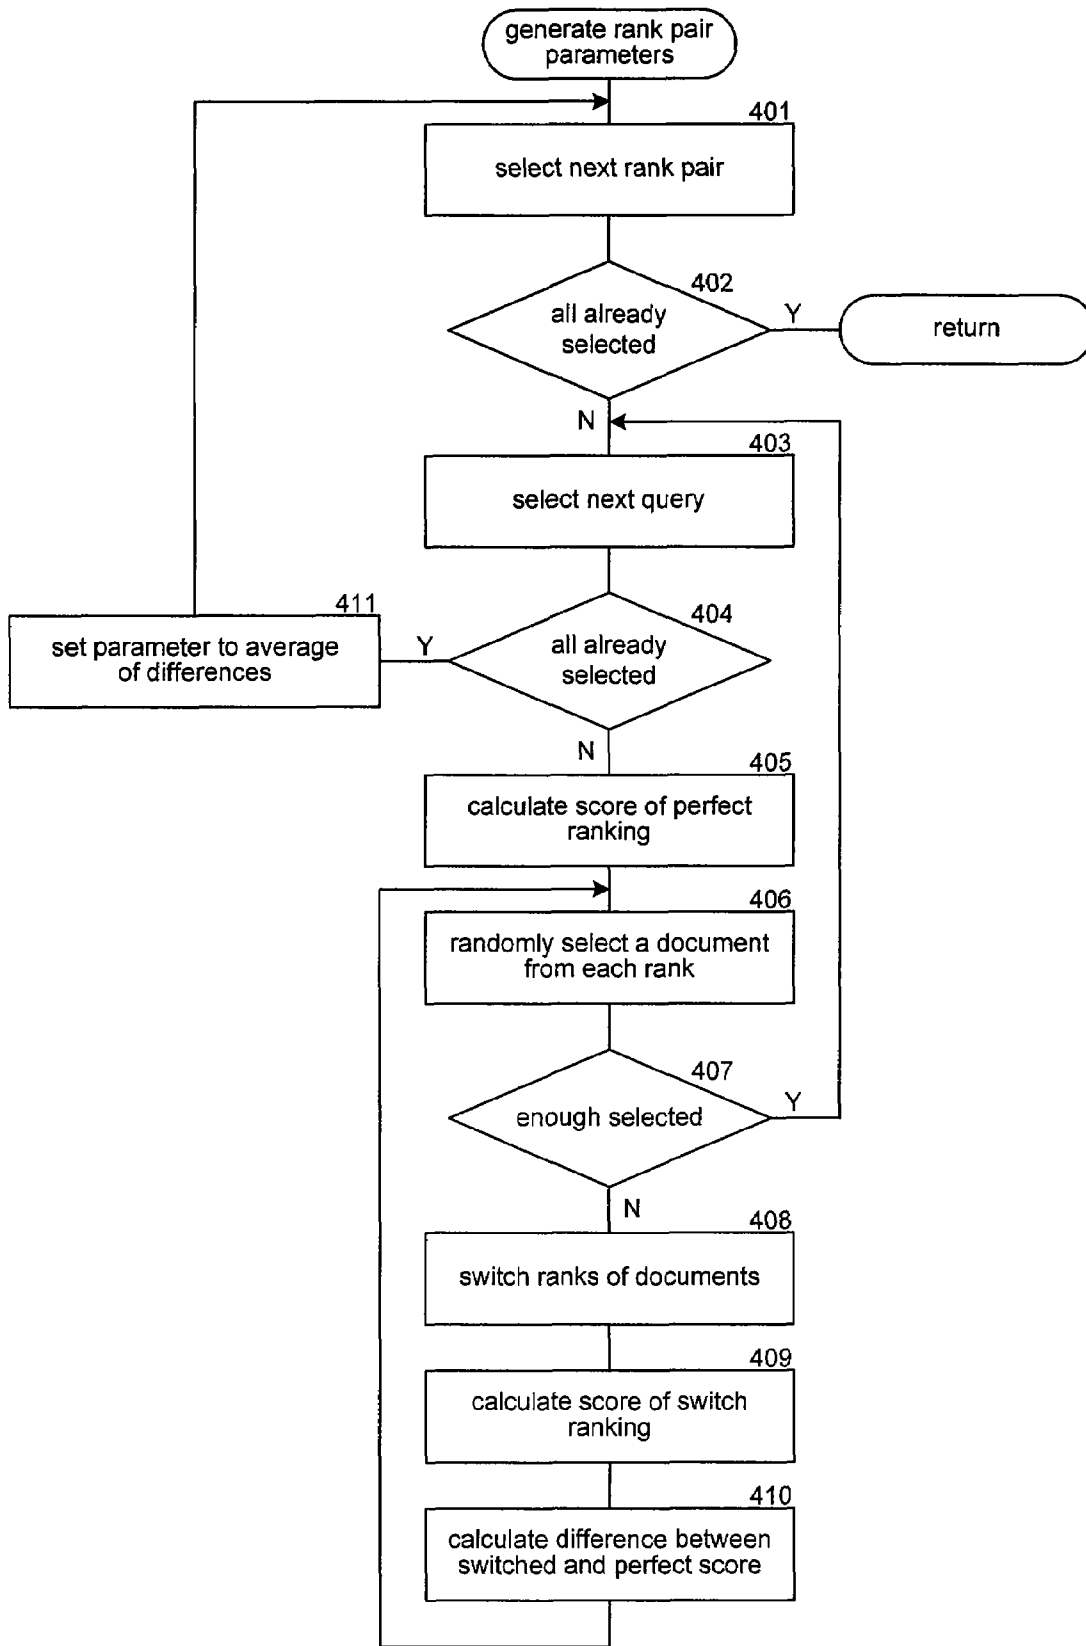 generate rank pair
parameters
401
select next rank pair
402
all already
selected
Y
return
N
403
select next query
411
set parameter to average
of differences
Y
404
all already
selected
N
405
calculate score of perfect
ranking
406
randomly select a document
from each rank
407
enough selected
Y
N
408
switch ranks of documents
409
calculate score of switch
ranking
410
calculate difference between
switched and perfect score